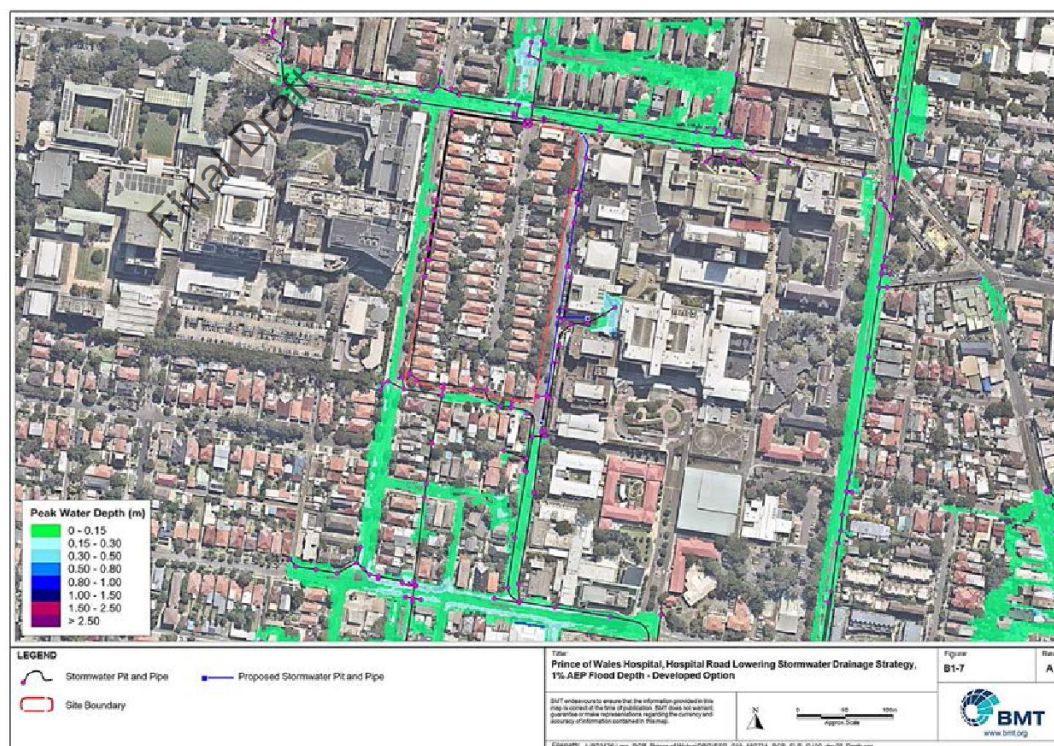 Final Draft
Peak Water Depth (m)
0 - 0.15
0.15 - 0.30
0.30 - 0.50
0.50 - 0.80
0.80 - 1.00
1.00 - 1.50
1.50 - 2.50
> 2.50
LEGEND
Stormwater Pit and Pipe
Proposed Stormwater Pit and Pipe
Site Boundary
Title:
Prince of Wales Hospital, Hospital Road Lowering Stormwater Drainage Strategy,
1% AEP Flood Depth - Developed Option
Figure:
B1-7
Rev
A
BMT endeavours to ensure that the information provided in this
map is correct at the time of publication. BMT does not warrant,
guarantee or make representations regarding the currency and
accuracy of information contained in this map.
N
0
50
100m
Approx. Scale
BMT
www.bmt.org